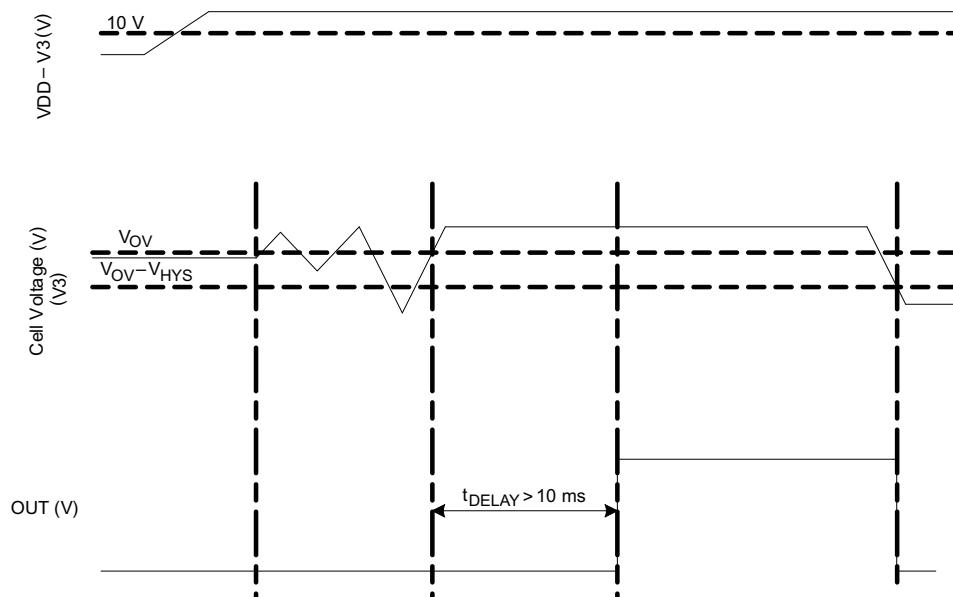 10 V
VDD – V3 (V)
VOV
VOV – VHYS
Cell Voltage (V)
(V3)
tDELAY > 10 ms
OUT (V)